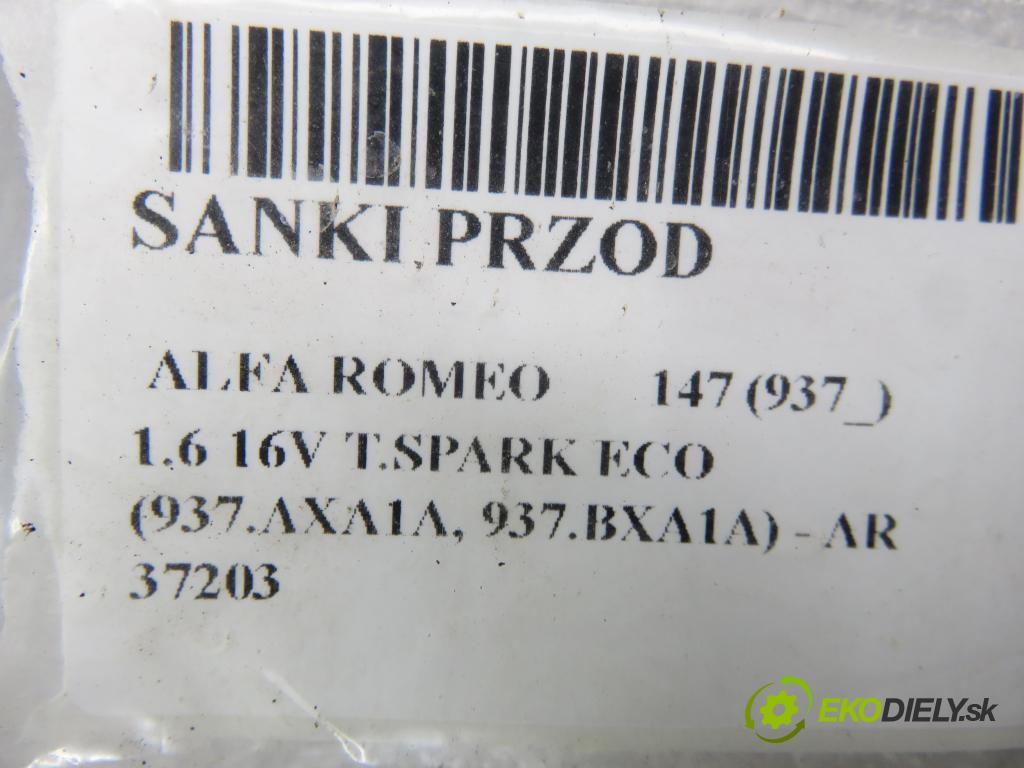 SANKI PRZOD
ALFA ROMEO 147 (937_)
1.6 16V T.SPARK ECO
(937.AXA1A, 937.BXA1A) - AR
37203
EKODIELY.sk